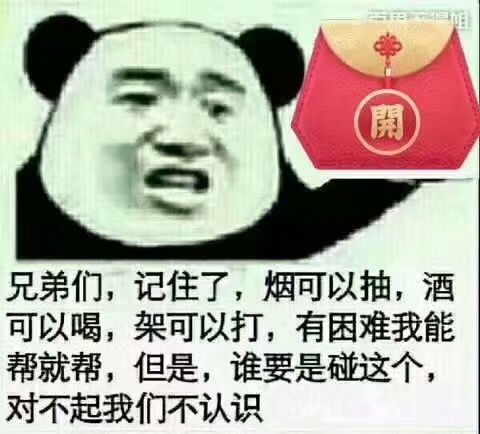 開
兄弟们，记住了，烟可以抽，酒
可以喝，架可以打，有困难我能
帮就帮，但是，谁要是碰这个，
对不起我们不认识